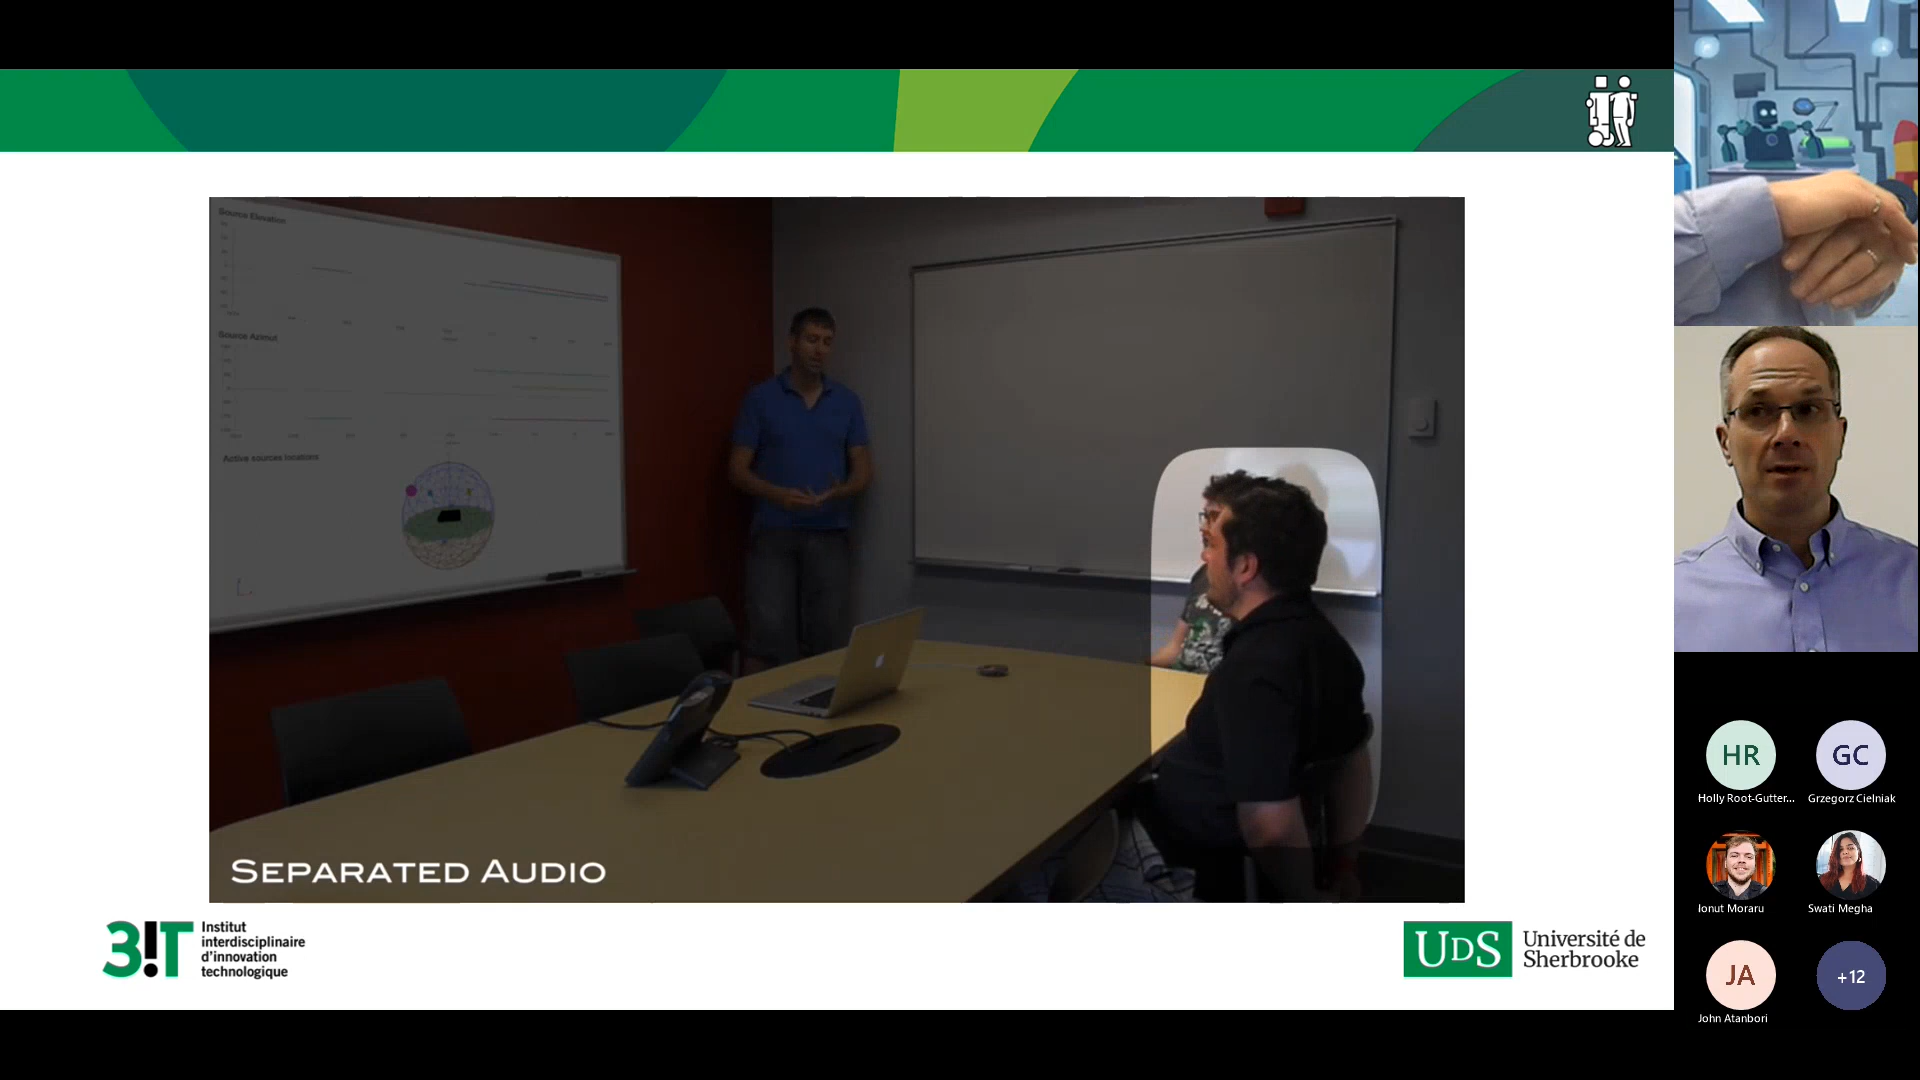 Source Elevation
Source Azimut
Active sources locations
SEPARATED AUDIO
3!T
Institut
interdisciplinaire
d'innovation
technologique
UDS
Université de
Sherbrooke
HR
GC
Holly Root-Gutter...
Grzegorz Cielniak
Ionut Moraru
Swati Megha
JA
+12
John Atanbori